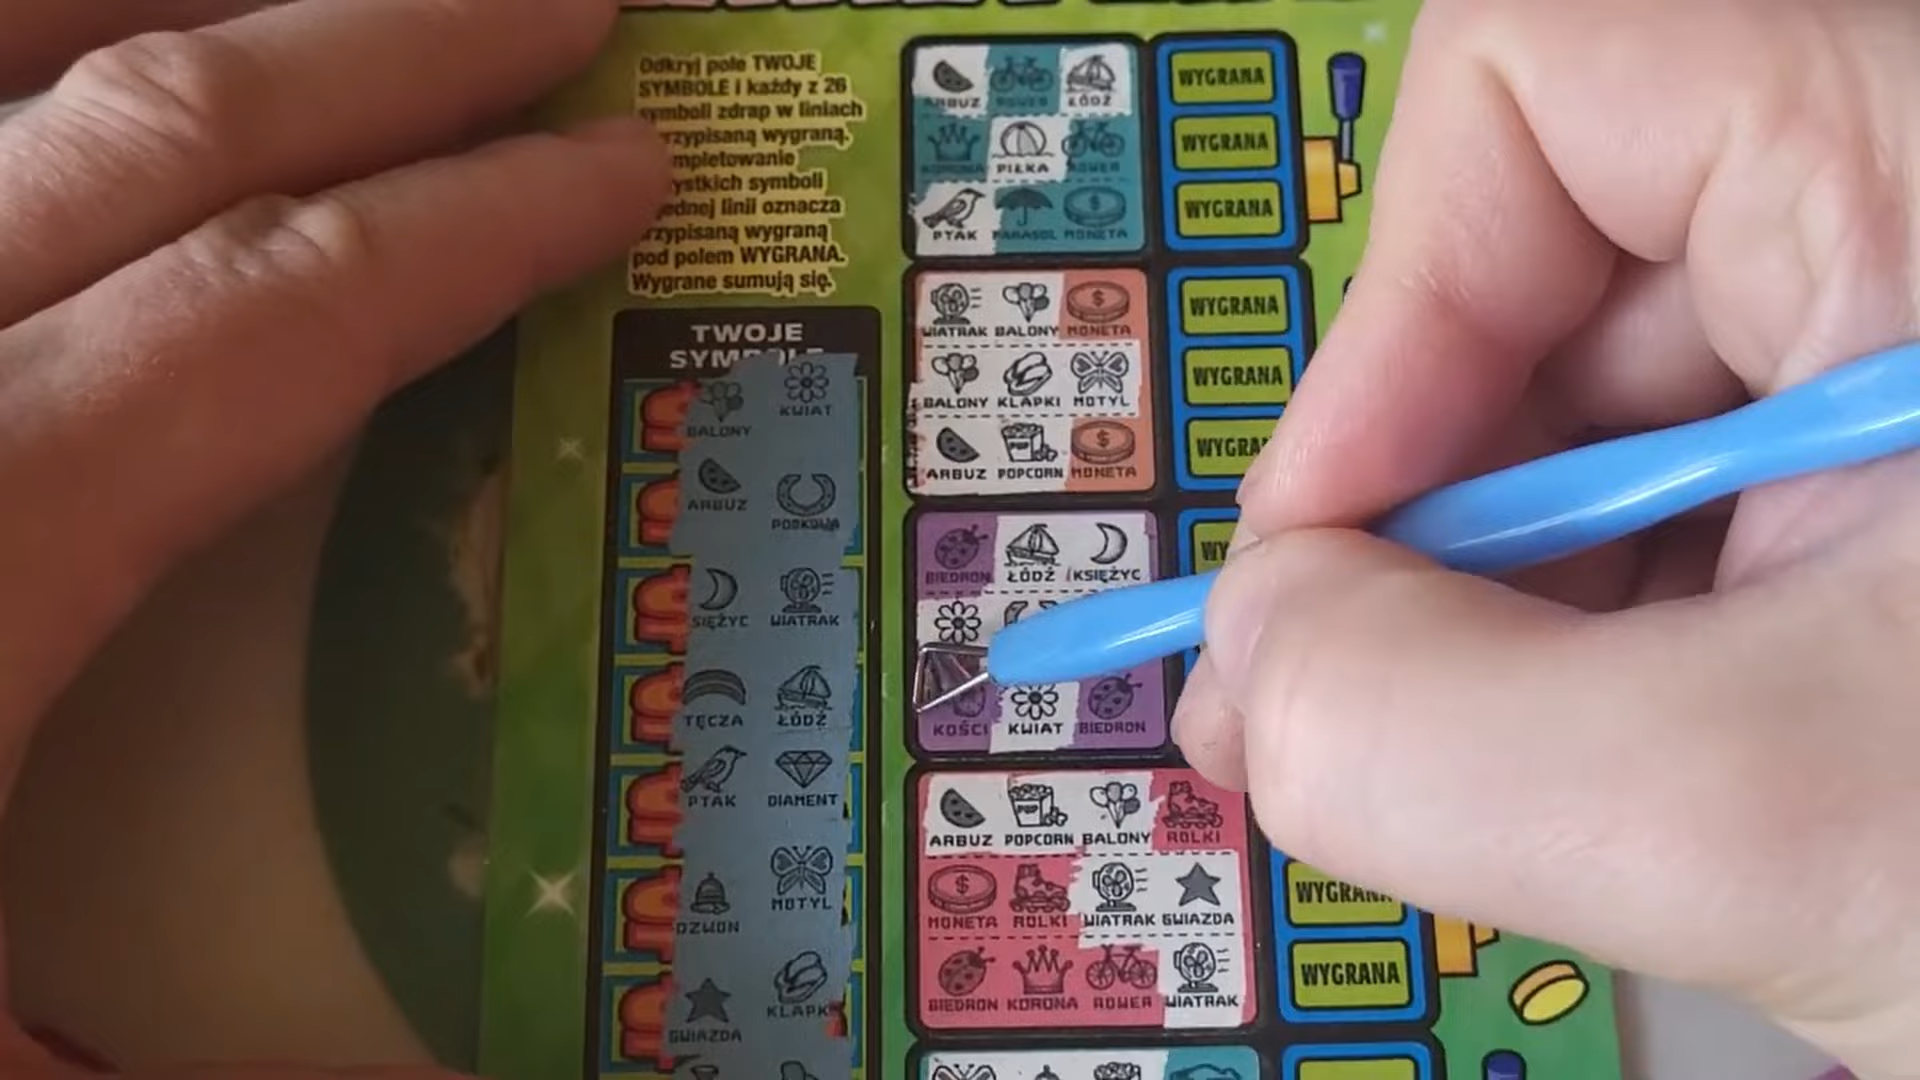 Odkryj pole TWOJE
SYMBOLE i każdy z 26
symboli zdrap w liniach
wygraną.
symboli
jednej linii oznacza
wygraną
pod polem WYGRANA.
Wygrane sumują się.
TWOJE
SYMBOLE
BALONY KWIAT
ARBUZ PODKOWA
KSIĘŻYC WIATRAK
TĘCZA ŁÓDŹ
PTAK DIAMENT
DZWON MOTYL
GWIAZDA KLAPKI
ARBUZ ROWER ŁÓDŹ
KORONA PIŁKA ROWER
PTAK PARASOL MONETA
WYGRANA
WYGRANA
WYGRANA
WIATRAK BALONY MONETA
BALONY KLAPKI MOTYL
ARBUZ POPCORN MONETA
WYGRANA
WYGRANA
WYGRA
BIEDRON ŁÓDŹ KSIĘŻYC
KOŚCI KWIAT BIEDRON
WY
ARBUZ POPCORN BALONY ROLKI
MONETA ROLKI WIATRAK GWIAZDA
BIEDRON KORONA ROWER WIATRAK
WYGRANA
WYGRANA